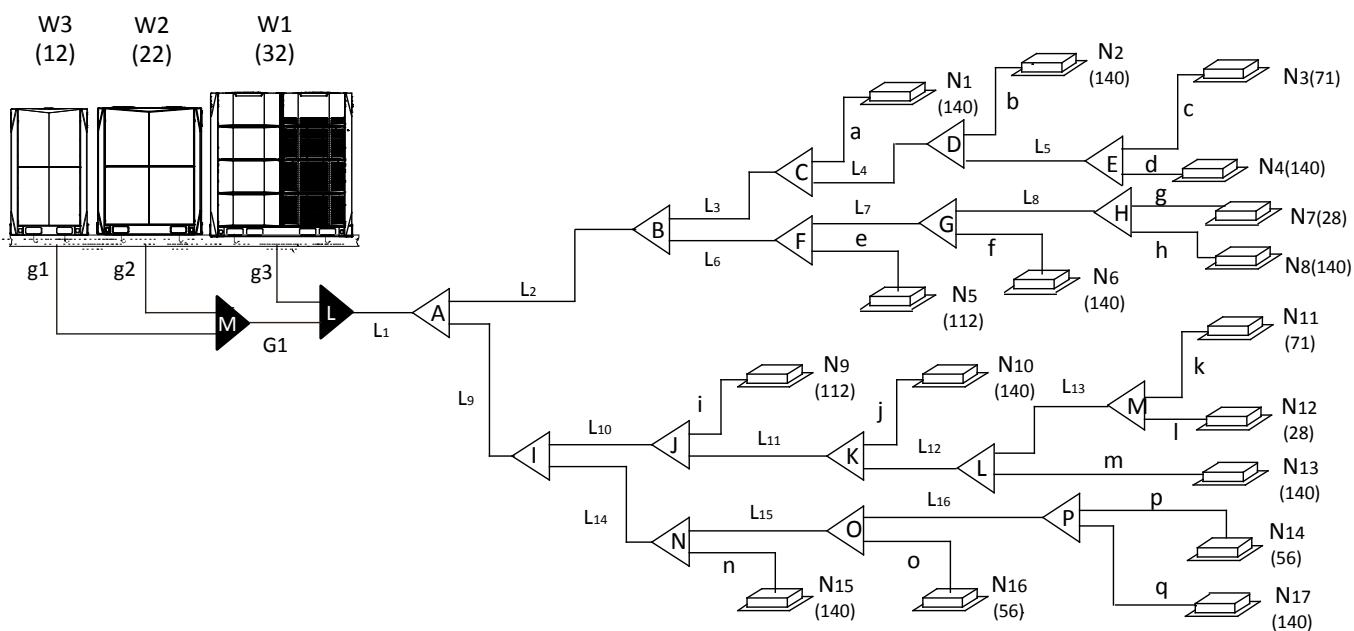 W3
(12)
W2
(22)
W1
(32)
g1
g2
g3
M
G1
L
L1
A
L2
B
L3
C
a
N1
(140)
L4
D
b
N2
(140)
L5
E
c
N3(71)
d
N4(140)
L6
F
L7
e
N5
(112)
G
L8
f
N6
(140)
H
g
N7(28)
h
N8(140)
L9
I
L10
J
i
N9
(112)
L11
K
j
N10
(140)
L12
L
L13
M
k
N11
(71)
l
N12
(28)
m
N13
(140)
L14
N
L15
n
N15
(140)
O
L16
o
N16
(56)
P
p
N14
(56)
q
N17
(140)